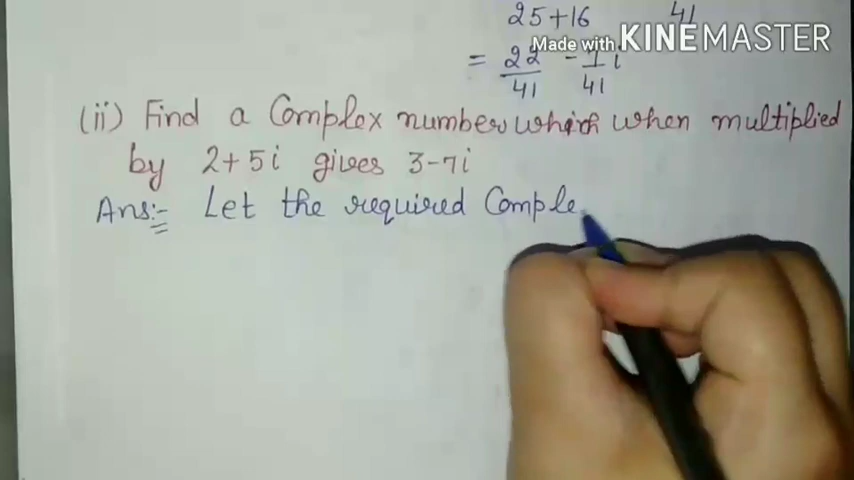 25+16 41
= 22/41 - 7/41 i
Made with KINEMASTER
(ii) Find a Complex number which when multiplied
by 2+5i gives 3-7i
Ans:- Let the required Comple